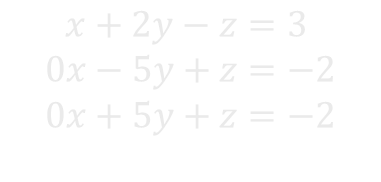 x + 2y − z = 3
0x − 5y + z = −2
0x + 5y + z = −2